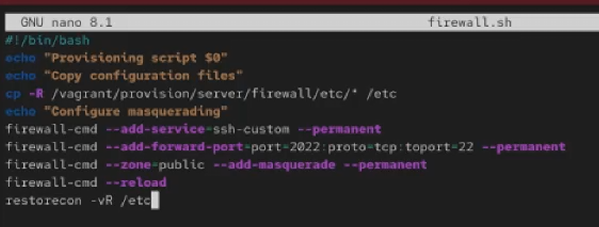 GNU nano 8.1 firewall.sh
#!/bin/bash
echo "Provisioning script $0"
echo "Copy configuration files"
cp -R /vagrant/provision/server/firewall/etc/* /etc
echo "Configure masquerading"
firewall-cmd --add-service=ssh-custom --permanent
firewall-cmd --add-forward-port=port=2022:proto=tcp:toport=22 --permanent
firewall-cmd --zone=public --add-masquerade --permanent
firewall-cmd --reload
restorecon -vR /etc